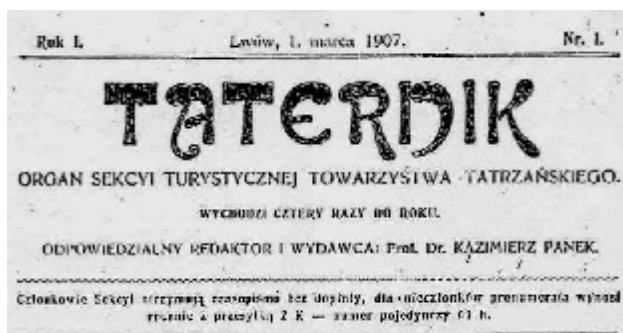 Rok I. Lwów, 1. marca 1907. Nr. 1.
TATERNIK
ORGAN SEKCYI TURYSTYCZNEJ TOWARZYSTWA TATRZAŃSKIEGO.
WYCHODZI CZTERY RAZY DO ROKU.
ODPOWIEDZIALNY REDAKTOR I WYDAWCA: Prof. Dr. KAZIMIERZ PANEK.
Członkowie Sekcyi otrzymują czasopismo bez dopłaty, dla nieczłonków prenumerata wynosi
rocznie z przesyłką 2 K — numer pojedynczy 60 h.